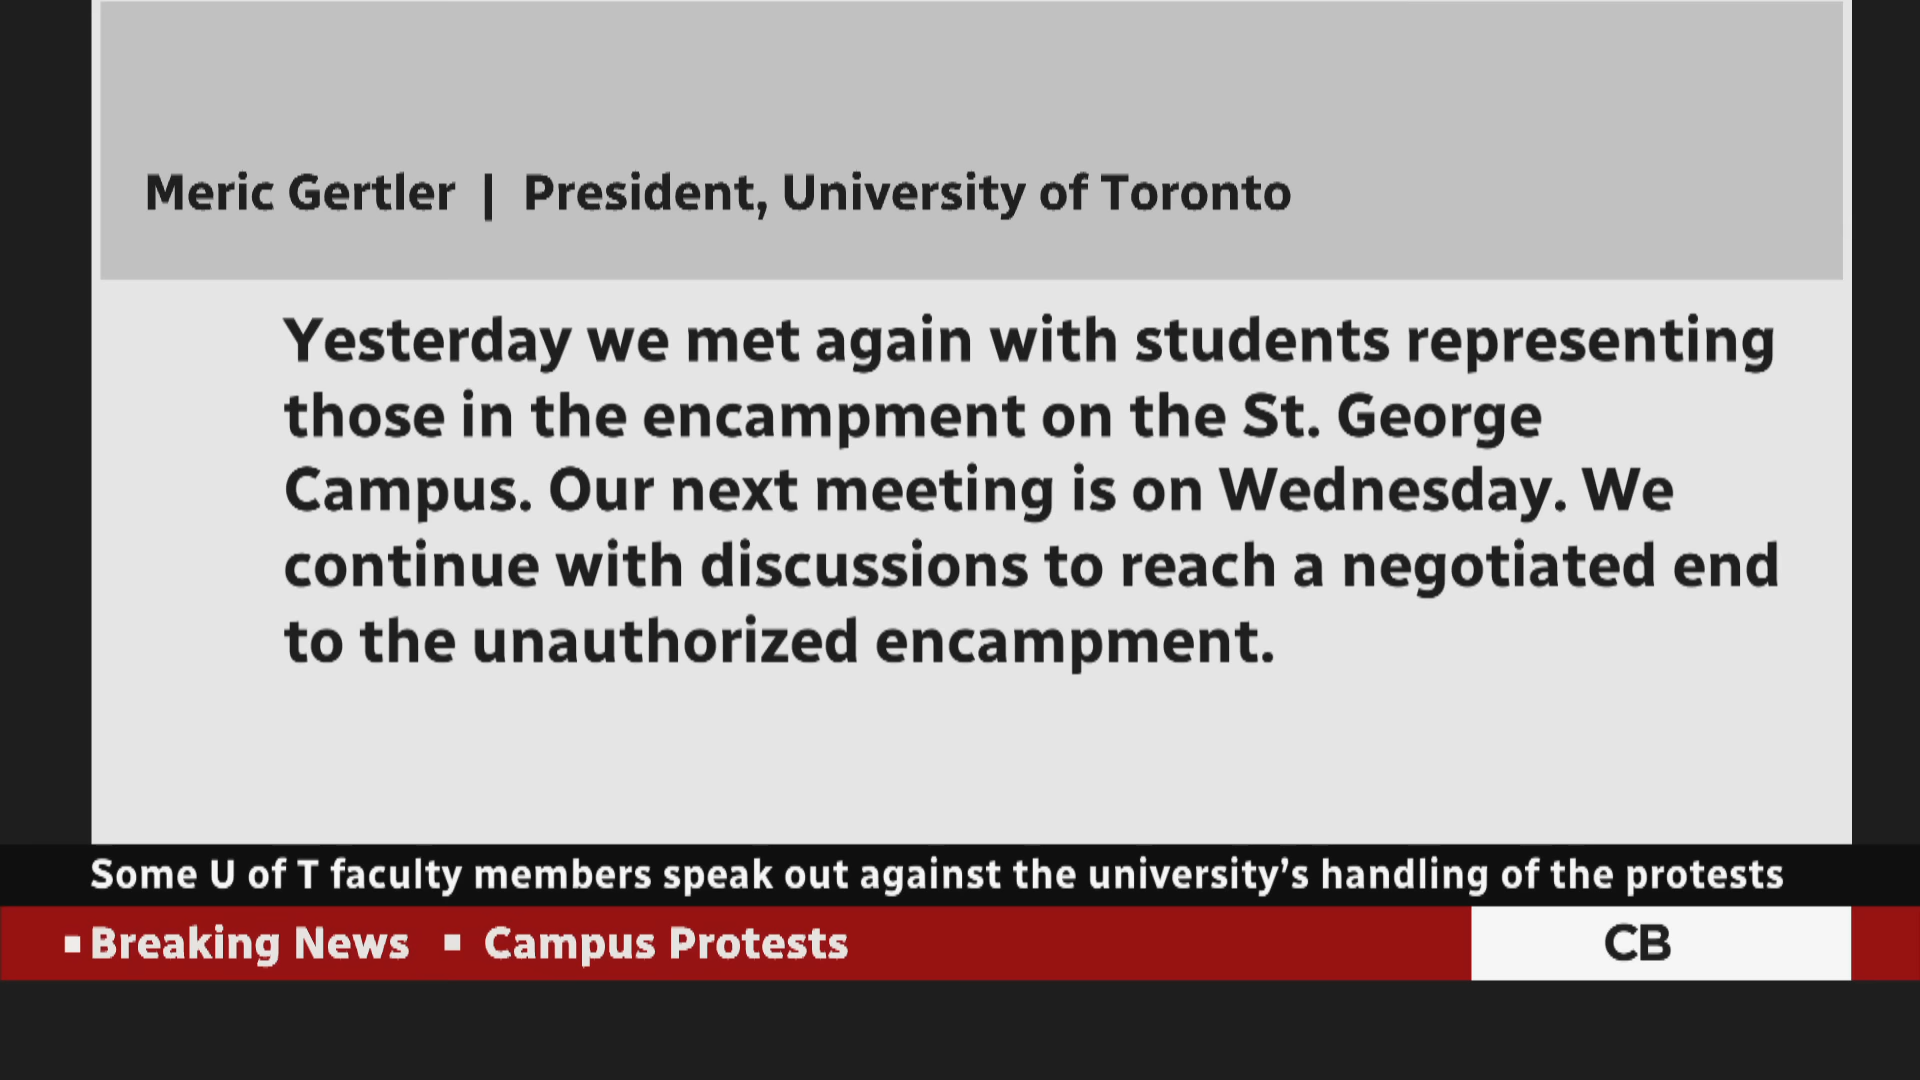 Meric Gertler | President, University of Toronto
Yesterday we met again with students representing
those in the encampment on the St. George
Campus. Our next meeting is on Wednesday. We
continue with discussions to reach a negotiated end
to the unauthorized encampment.
Some U of T faculty members speak out against the university’s handling of the protests
▪ Breaking News ▪ Campus Protests
CB